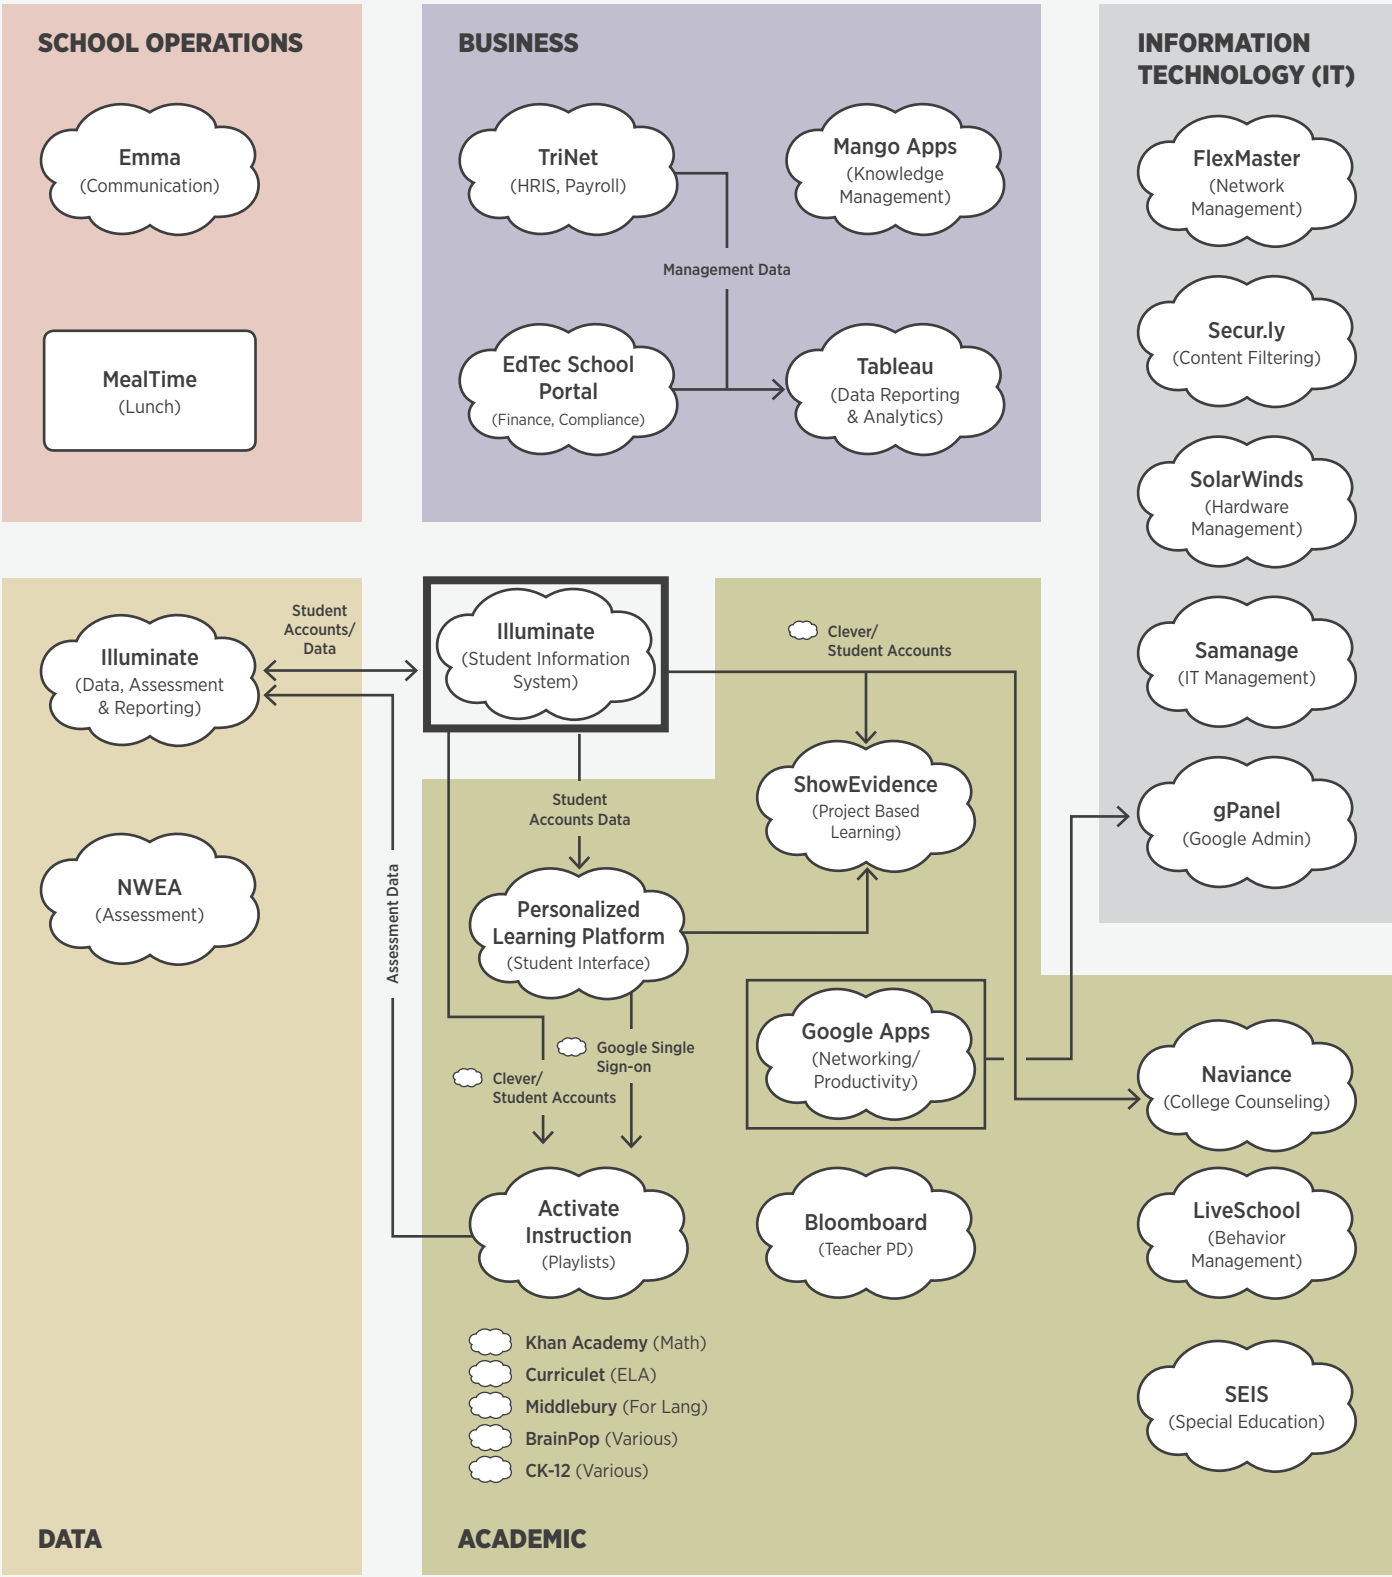 SCHOOL OPERATIONS
Emma
(Communication)
MealTime
(Lunch)
BUSINESS
TriNet
(HRIS, Payroll)
Mango Apps
(Knowledge
Management)
Management Data
EdTec School
Portal
(Finance, Compliance)
Tableau
(Data Reporting
& Analytics)
INFORMATION
TECHNOLOGY (IT)
FlexMaster
(Network
Management)
Secur.ly
(Content Filtering)
SolarWinds
(Hardware
Management)
Samanage
(IT Management)
gPanel
(Google Admin)
Student
Accounts/
Data
Illuminate
(Data, Assessment
& Reporting)
NWEA
(Assessment)
Assessment Data
DATA
Illuminate
(Student Information
System)
Clever/
Student Accounts
Student
Accounts Data
ShowEvidence
(Project Based
Learning)
Personalized
Learning Platform
(Student Interface)
Google Single
Sign-on
Clever/
Student Accounts
Google Apps
(Networking/
Productivity)
Naviance
(College Counseling)
Activate
Instruction
(Playlists)
Bloomboard
(Teacher PD)
LiveSchool
(Behavior
Management)
Khan Academy (Math)
Curriculet (ELA)
Middlebury (For Lang)
BrainPop (Various)
CK-12 (Various)
SEIS
(Special Education)
ACADEMIC